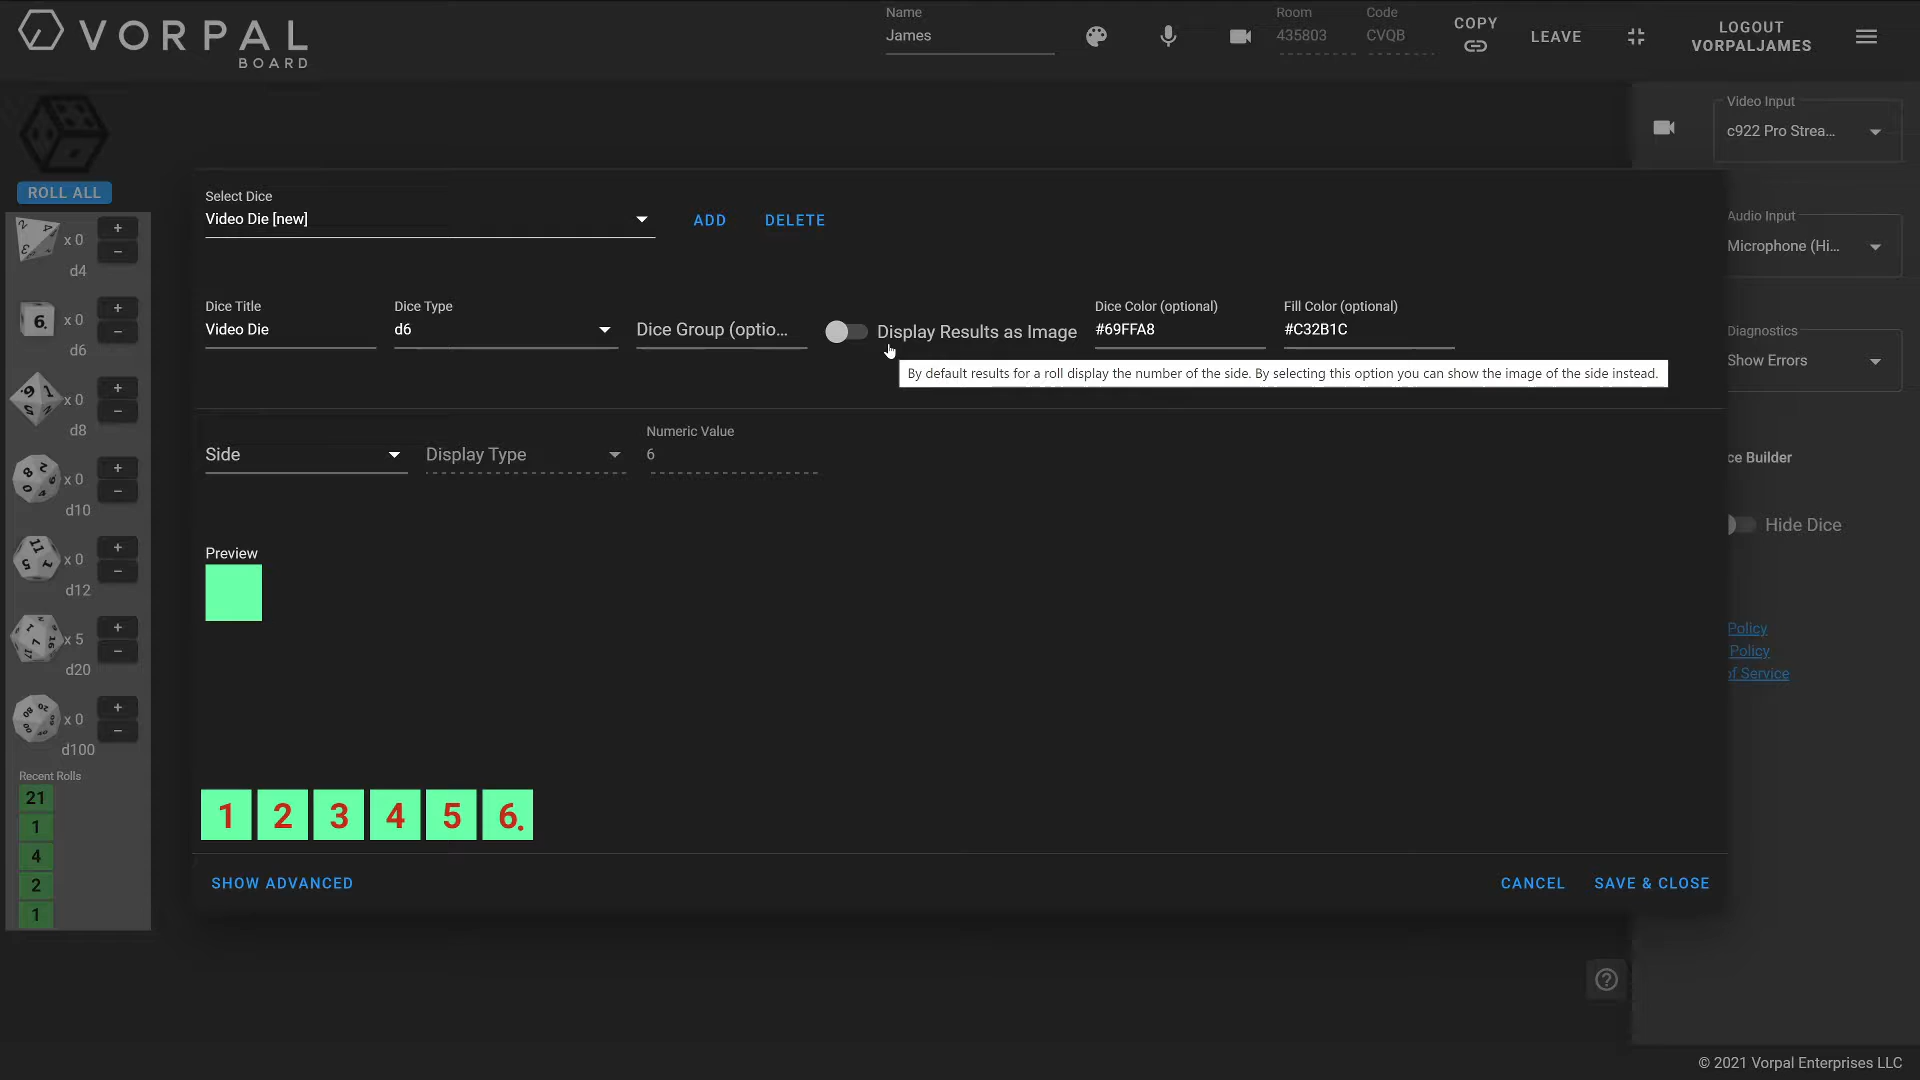 VORPAL
BOARD
Name
James
Room
435803
Code
CVQB
COPY
LEAVE
LOGOUT
VORPALJAMES
ROLL ALL
x 0
d4
6.
x 0
d6
x 0
d8
x 0
d10
x 0
d12
x 5
d20
x 0
d100
Recent Rolls
21
1
4
2
1
Select Dice
Video Die [new]
ADD
DELETE
Dice Title
Video Die
Dice Type
d6
Dice Group (optio...
Display Results as Image
Dice Color (optional)
#69FFA8
Fill Color (optional)
#C32B1C
By default results for a roll display the number of the side. By selecting this option you can show the image of the side instead.
Side
Display Type
Numeric Value
6
Preview
1 2 3 4 5 6.
SHOW ADVANCED
CANCEL
SAVE & CLOSE
Video Input
c922 Pro Strea...
Audio Input
Microphone (Hi...
Diagnostics
Show Errors
ce Builder
Hide Dice
Policy
Policy
of Service
© 2021 Vorpal Enterprises LLC